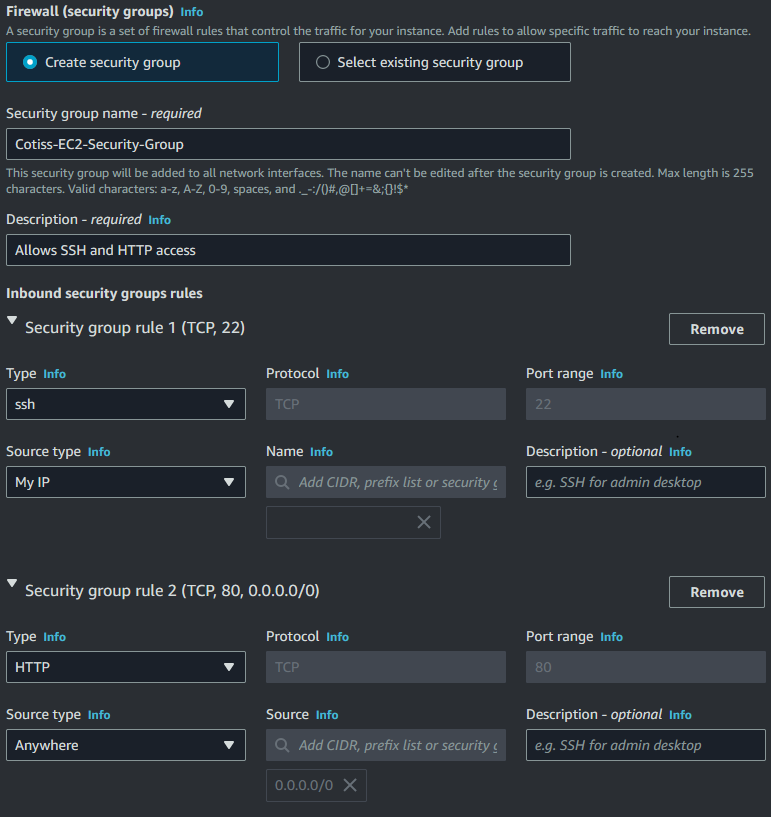 Firewall (security groups) Info
A security group is a set of firewall rules that control the traffic for your instance. Add rules to allow specific traffic to reach your instance.
Create security group Select existing security group
Security group name - required
Cotiss-EC2-Security-Group
This security group will be added to all network interfaces. The name can't be edited after the security group is created. Max length is 255
characters. Valid characters: a-z, A-Z, 0-9, spaces, and ._-:/()#,@[]+=&;{}!$*
Description - required Info
Allows SSH and HTTP access
Inbound security groups rules
Security group rule 1 (TCP, 22) Remove
Type Info Protocol Info Port range Info
ssh TCP 22
Source type Info Name Info Description - optional Info
My IP Add CIDR, prefix list or security g e.g. SSH for admin desktop
Security group rule 2 (TCP, 80, 0.0.0.0/0) Remove
Type Info Protocol Info Port range Info
HTTP TCP 80
Source type Info Source Info Description - optional Info
Anywhere Add CIDR, prefix list or security g e.g. SSH for admin desktop
0.0.0.0/0